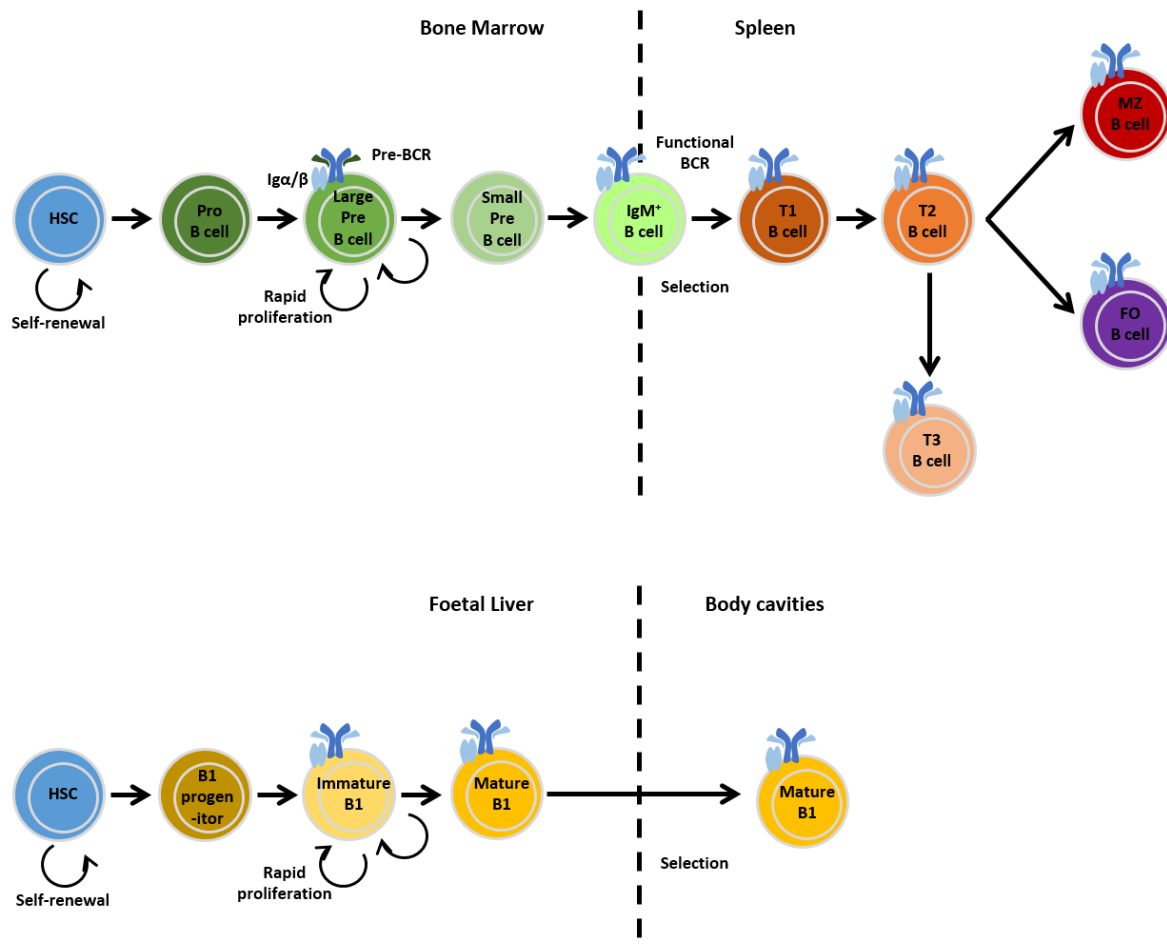 Bone Marrow
Spleen
MZ
B cell
Functional
BCR
Pre-BCR
Igα/β
HSC
Pro
B cell
Large
Pre
B cell
Small
Pre
B cell
IgM+
B cell
T1
B cell
T2
B cell
Self-renewal
Rapid
proliferation
Selection
FO
B cell
T3
B cell
Foetal Liver
Body cavities
HSC
B1
progen
-itor
Immature
B1
Mature
B1
Mature
B1
Self-renewal
Rapid
proliferation
Selection